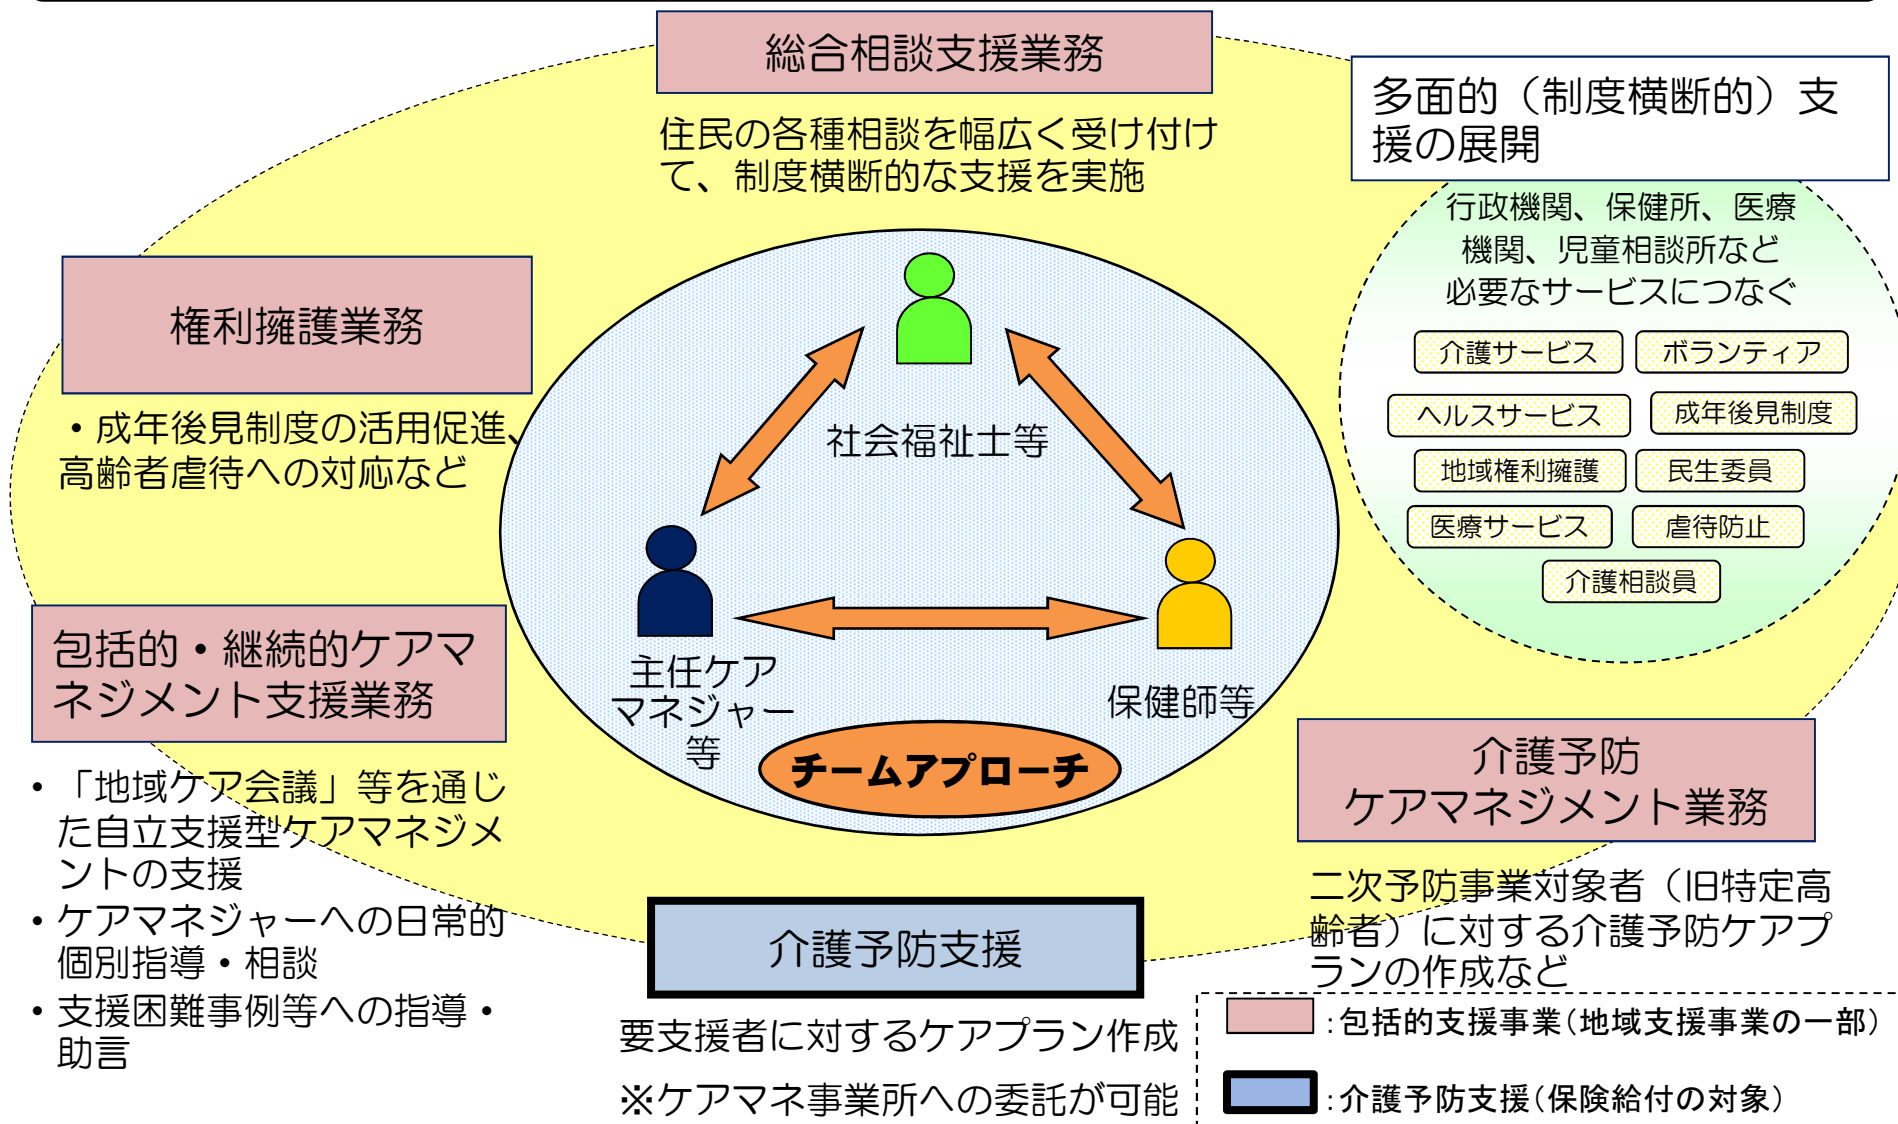 総合相談支援業務
住民の各種相談を幅広く受け付け
て、制度横断的な支援を実施
多面的（制度横断的）支
援の展開
行政機関、保健所、医療
機関、児童相談所など
必要なサービスにつなぐ
介護サービス
ボランティア
ヘルスサービス
成年後見制度
地域権利擁護
民生委員
医療サービス
虐待防止
介護相談員
権利擁護業務
・成年後見制度の活用促進、
高齢者虐待への対応など
社会福祉士等
主任ケア
マネジャー
等
保健師等
チームアプローチ
包括的・継続的ケアマ
ネジメント支援業務
・「地域ケア会議」等を通じ
た自立支援型ケアマネジメ
ントの支援
・ケアマネジャーへの日常的
個別指導・相談
・支援困難事例等への指導・
助言
介護予防
ケアマネジメント業務
二次予防事業対象者（旧特定高
齢者）に対する介護予防ケアプ
ランの作成など
介護予防支援
要支援者に対するケアプラン作成
※ケアマネ事業所への委託が可能
：包括的支援事業（地域支援事業の一部）
：介護予防支援（保険給付の対象）